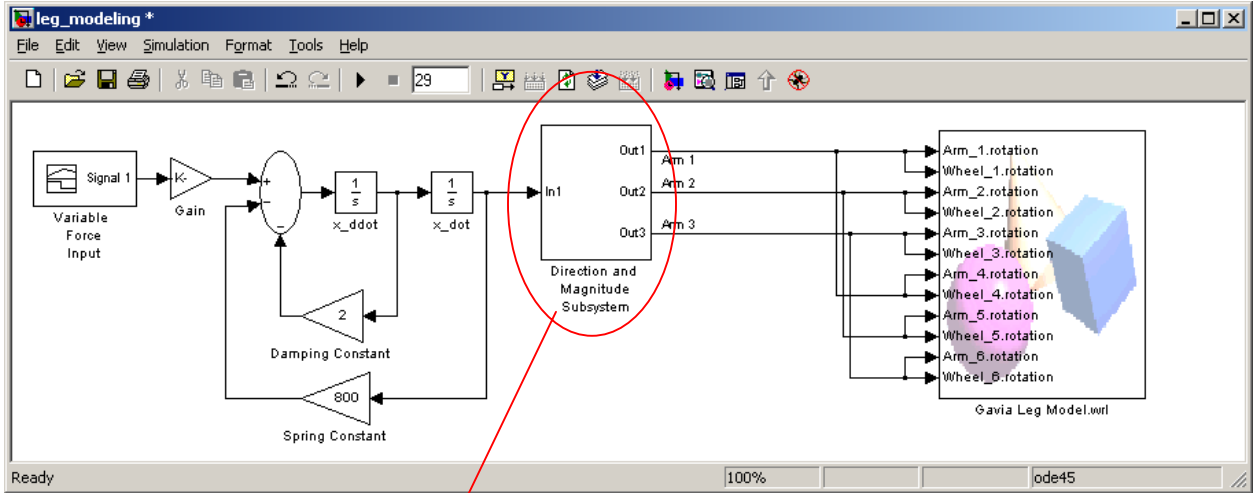 leg_modeling *
File Edit View Simulation Format Tools Help
29
Signal 1
Variable
Force
Input
K-
Gain
+
−
−
1
s
x_ddot
1
s
x_dot
2
Damping Constant
800
Spring Constant
In1
Out1
Out2
Out3
Direction and
Magnitude
Subsystem
Arm 1
Arm 2
Arm 3
Arm_1.rotation
Wheel_1.rotation
Arm_2.rotation
Wheel_2.rotation
Arm_3.rotation
Wheel_3.rotation
Arm_4.rotation
Wheel_4.rotation
Arm_5.rotation
Wheel_5.rotation
Arm_6.rotation
Wheel_6.rotation
Gavia Leg Model.wrl
Ready 100% ode45